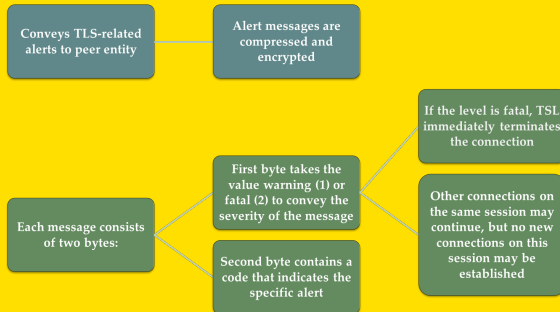 Conveys TLS-related
alerts to peer entity
Alert messages are
compressed and
encrypted
Each message consists
of two bytes:
First byte takes the
value warning (1) or
fatal (2) to convey the
severity of the message
If the level is fatal, TSL
immediately terminates
the connection
Other connections on
the same session may
continue, but no new
connections on this
session may be
established
Second byte contains a
code that indicates the
specific alert